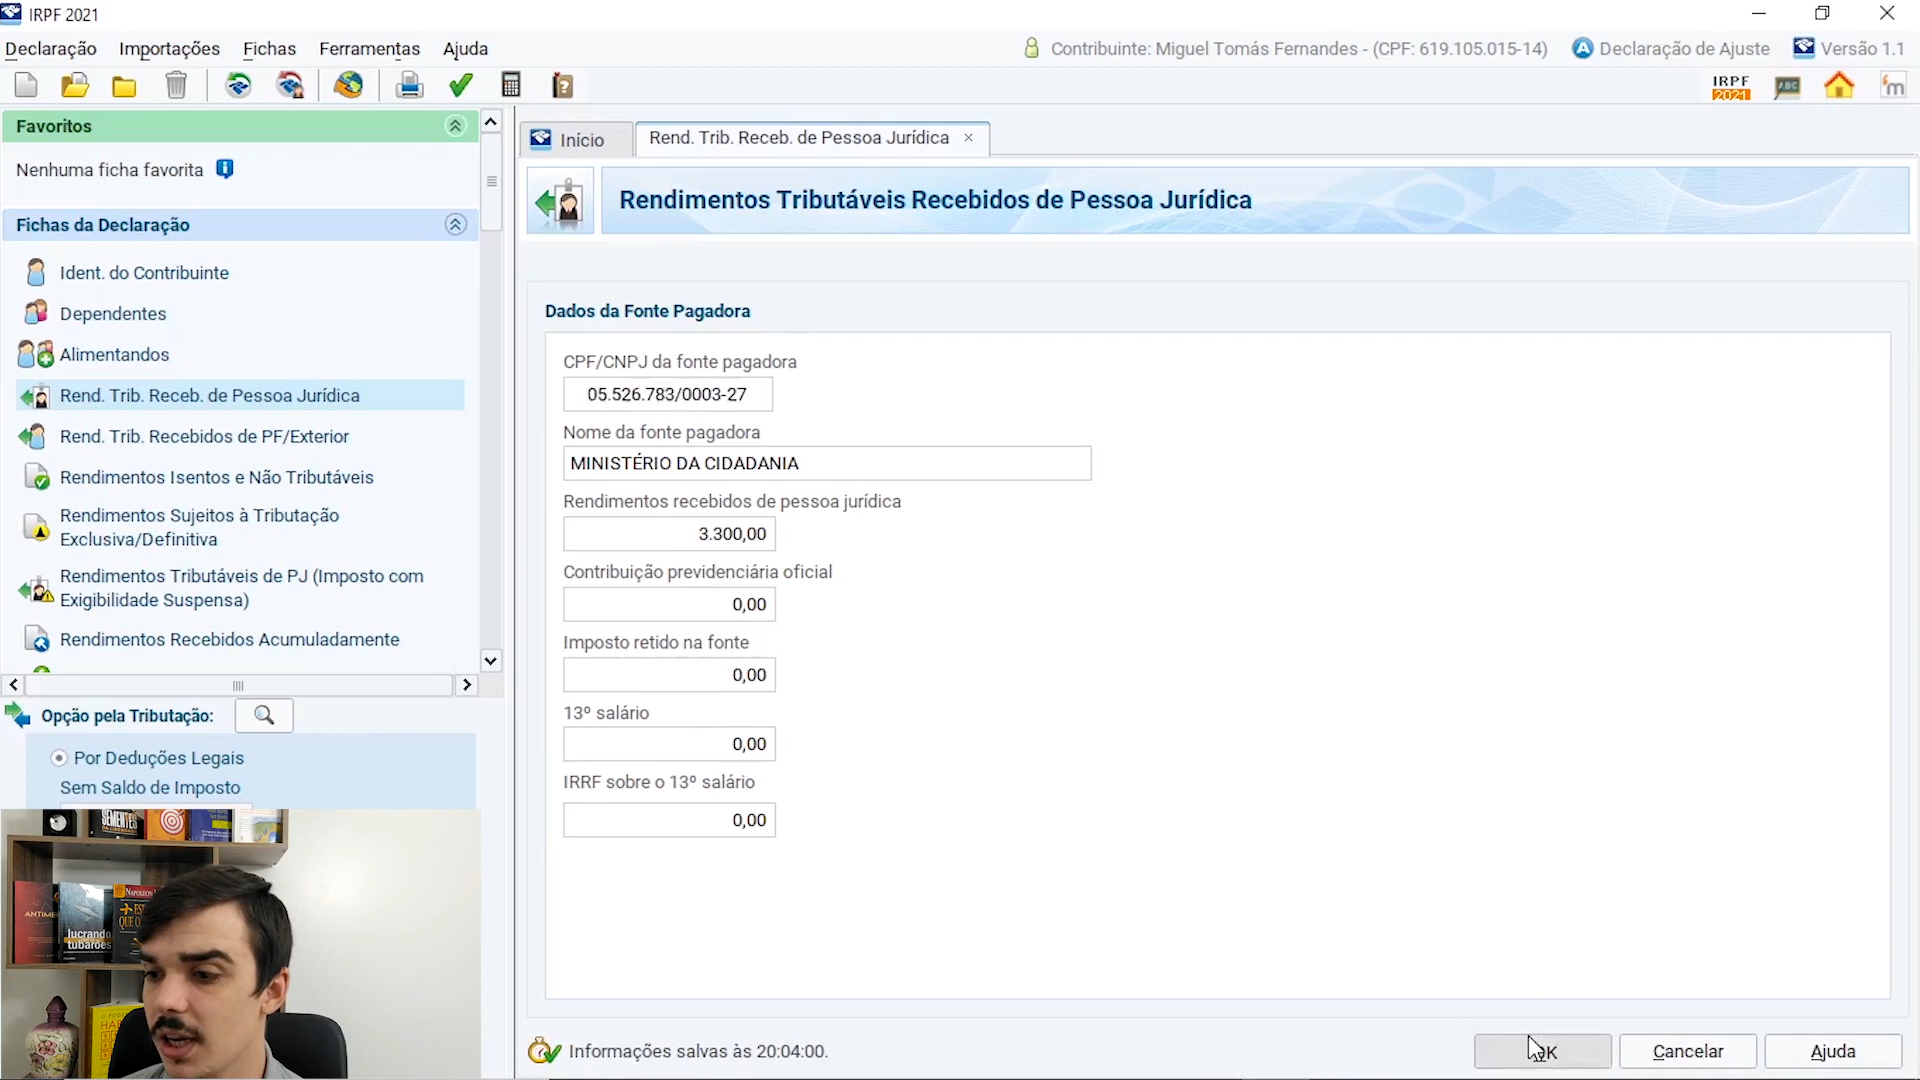 IRPF 2021
Declaração Importações Fichas Ferramentas Ajuda
Contribuinte: Miguel Tomás Fernandes - (CPF: 619.105.015-14) Declaração de Ajuste Versão 1.1
IRPF
2021
ABC
m
Favoritos
Nenhuma ficha favorita
Fichas da Declaração
Ident. do Contribuinte
Dependentes
Alimentandos
Rend. Trib. Receb. de Pessoa Jurídica
Rend. Trib. Recebidos de PF/Exterior
Rendimentos Isentos e Não Tributáveis
Rendimentos Sujeitos à Tributação
Exclusiva/Definitiva
Rendimentos Tributáveis de PJ (Imposto com
Exigibilidade Suspensa)
Rendimentos Recebidos Acumuladamente
Opção pela Tributação:
Por Deduções Legais
Sem Saldo de Imposto
Início
Rend. Trib. Receb. de Pessoa Jurídica
Rendimentos Tributáveis Recebidos de Pessoa Jurídica
Dados da Fonte Pagadora
CPF/CNPJ da fonte pagadora
05.526.783/0003-27
Nome da fonte pagadora
MINISTÉRIO DA CIDADANIA
Rendimentos recebidos de pessoa jurídica
3.300,00
Contribuição previdenciária oficial
0,00
Imposto retido na fonte
0,00
13º salário
0,00
IRRF sobre o 13º salário
0,00
Informações salvas às 20:04:00.
Cancelar
Ajuda
SEMENTES
lucrando
tubarões